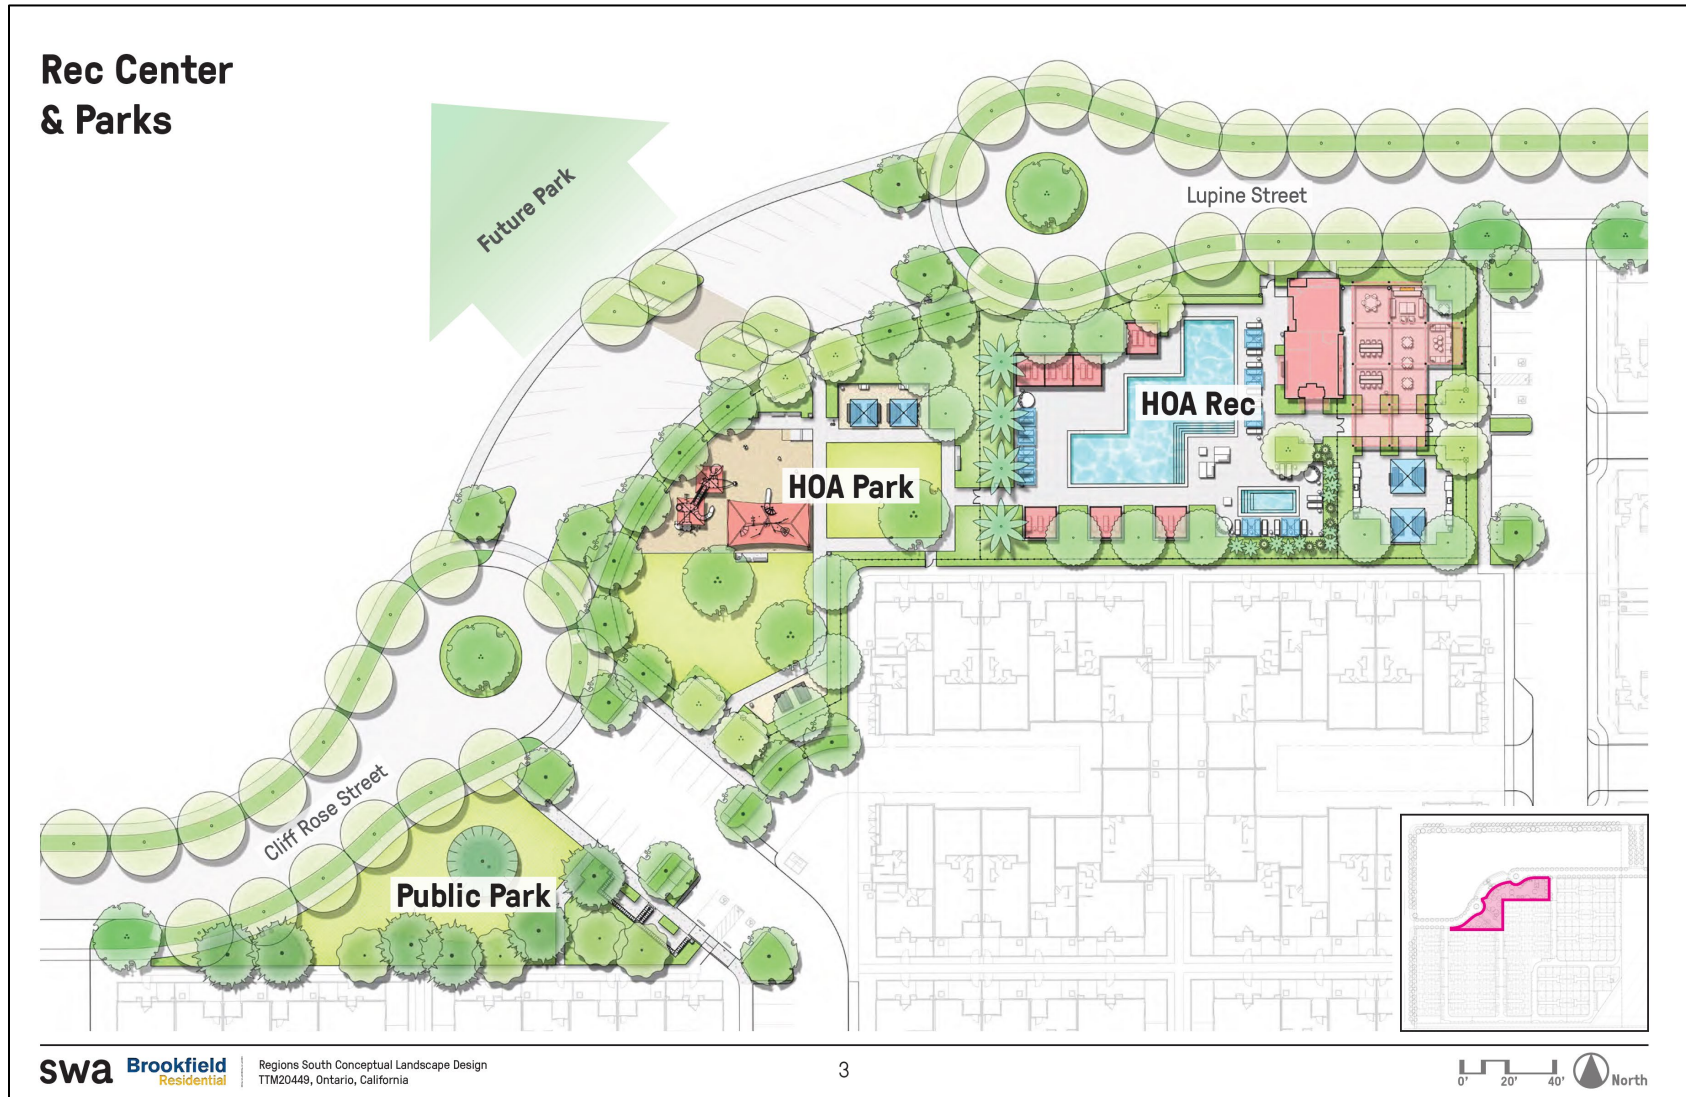 Rec Center
& Parks
Future Park
Lupine Street
HOA Rec
HOA Park
Cliff Rose Street
Public Park
swa
Brookfield
Residential
Regions South Conceptual Landscape Design
TTM20449, Ontario, California
3
0' 20' 40'
North